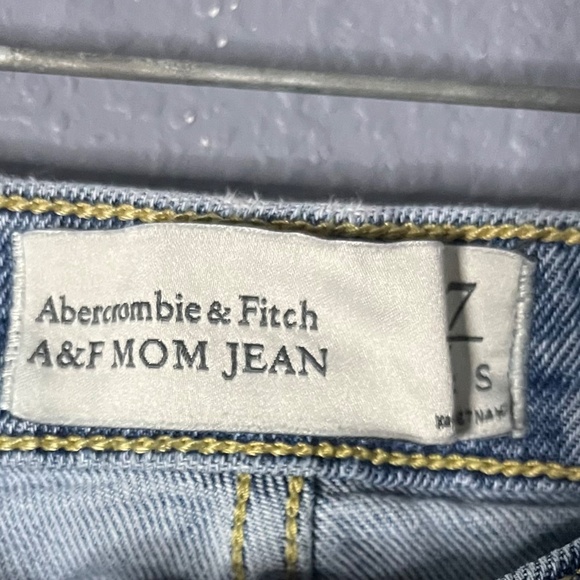 Abercrombie & Fitch
A&F MOM JEAN
7
S